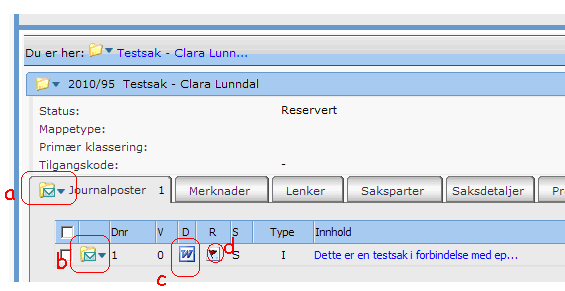 Du er her: Testsak - Clara Lunn...
2010/95 Testsak - Clara Lunndal
Status: Reservert
Mappetype:
Primær klassering:
Tilgangskode: -
a Journalposter 1 Merknader Lenker Saksparter Saksdetaljer Pr
Dnr V D R S Type Innhold
b 1 0 W d S I Dette er en testsak i forbindelse med ep...
c